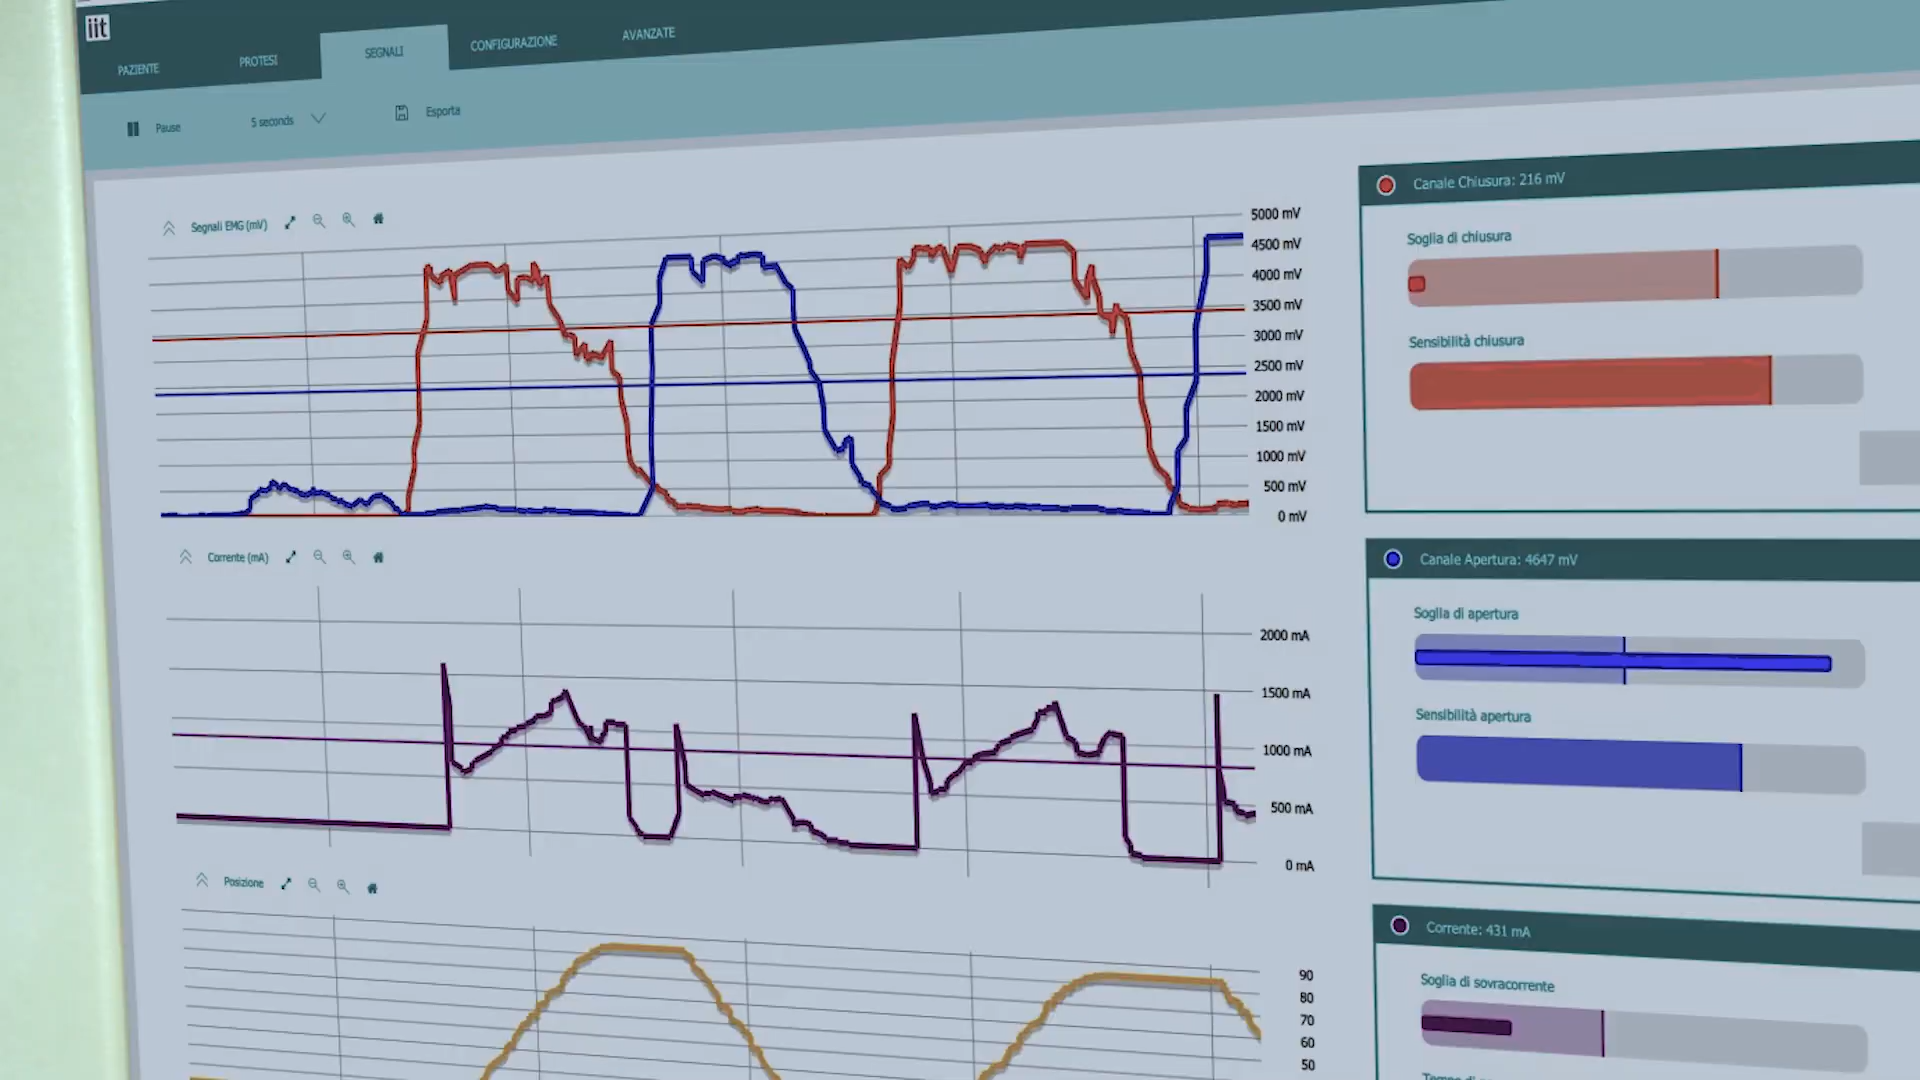 iit
PAZIENTE
PROTESI
SEGNALI
CONFIGURAZIONE
AVANZATE
Pause
5 seconds
Esporta
Segnali EMG (mV)
5000 mV
4500 mV
4000 mV
3500 mV
3000 mV
2500 mV
2000 mV
1500 mV
1000 mV
500 mV
0 mV
Corrente (mA)
2000 mA
1500 mA
1000 mA
500 mA
0 mA
Posizione
90
80
70
60
50
Canale Chiusura: 216 mV
Soglia di chiusura
Sensibilità chiusura
Canale Apertura: 4647 mV
Soglia di apertura
Sensibilità apertura
Corrente: 431 mA
Soglia di sovracorrente